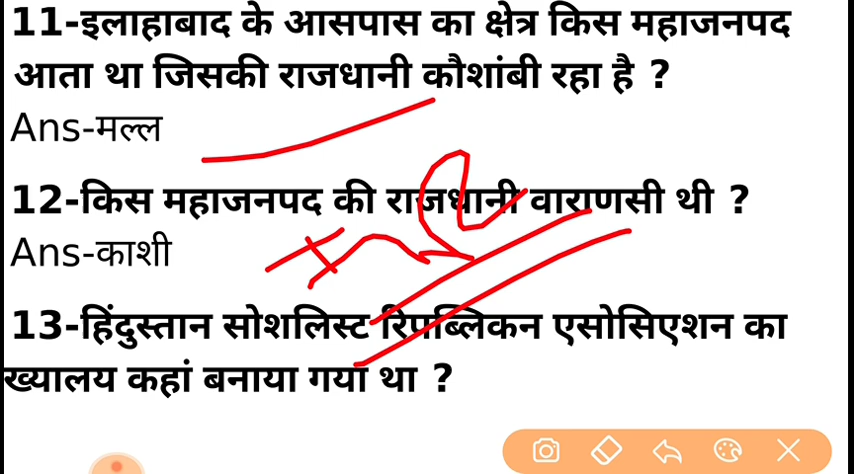 11-इलाहाबाद के आसपास का क्षेत्र किस महाजनपद
आता था जिसकी राजधानी कौशांबी रहा है ?
Ans-मल्ल
12-किस महाजनपद की राजधानी वाराणसी थी ?
Ans-काशी
13-हिंदुस्तान सोशलिस्ट रिपब्लिकन एसोसिएशन का
ख्यालय कहां बनाया गया था ?